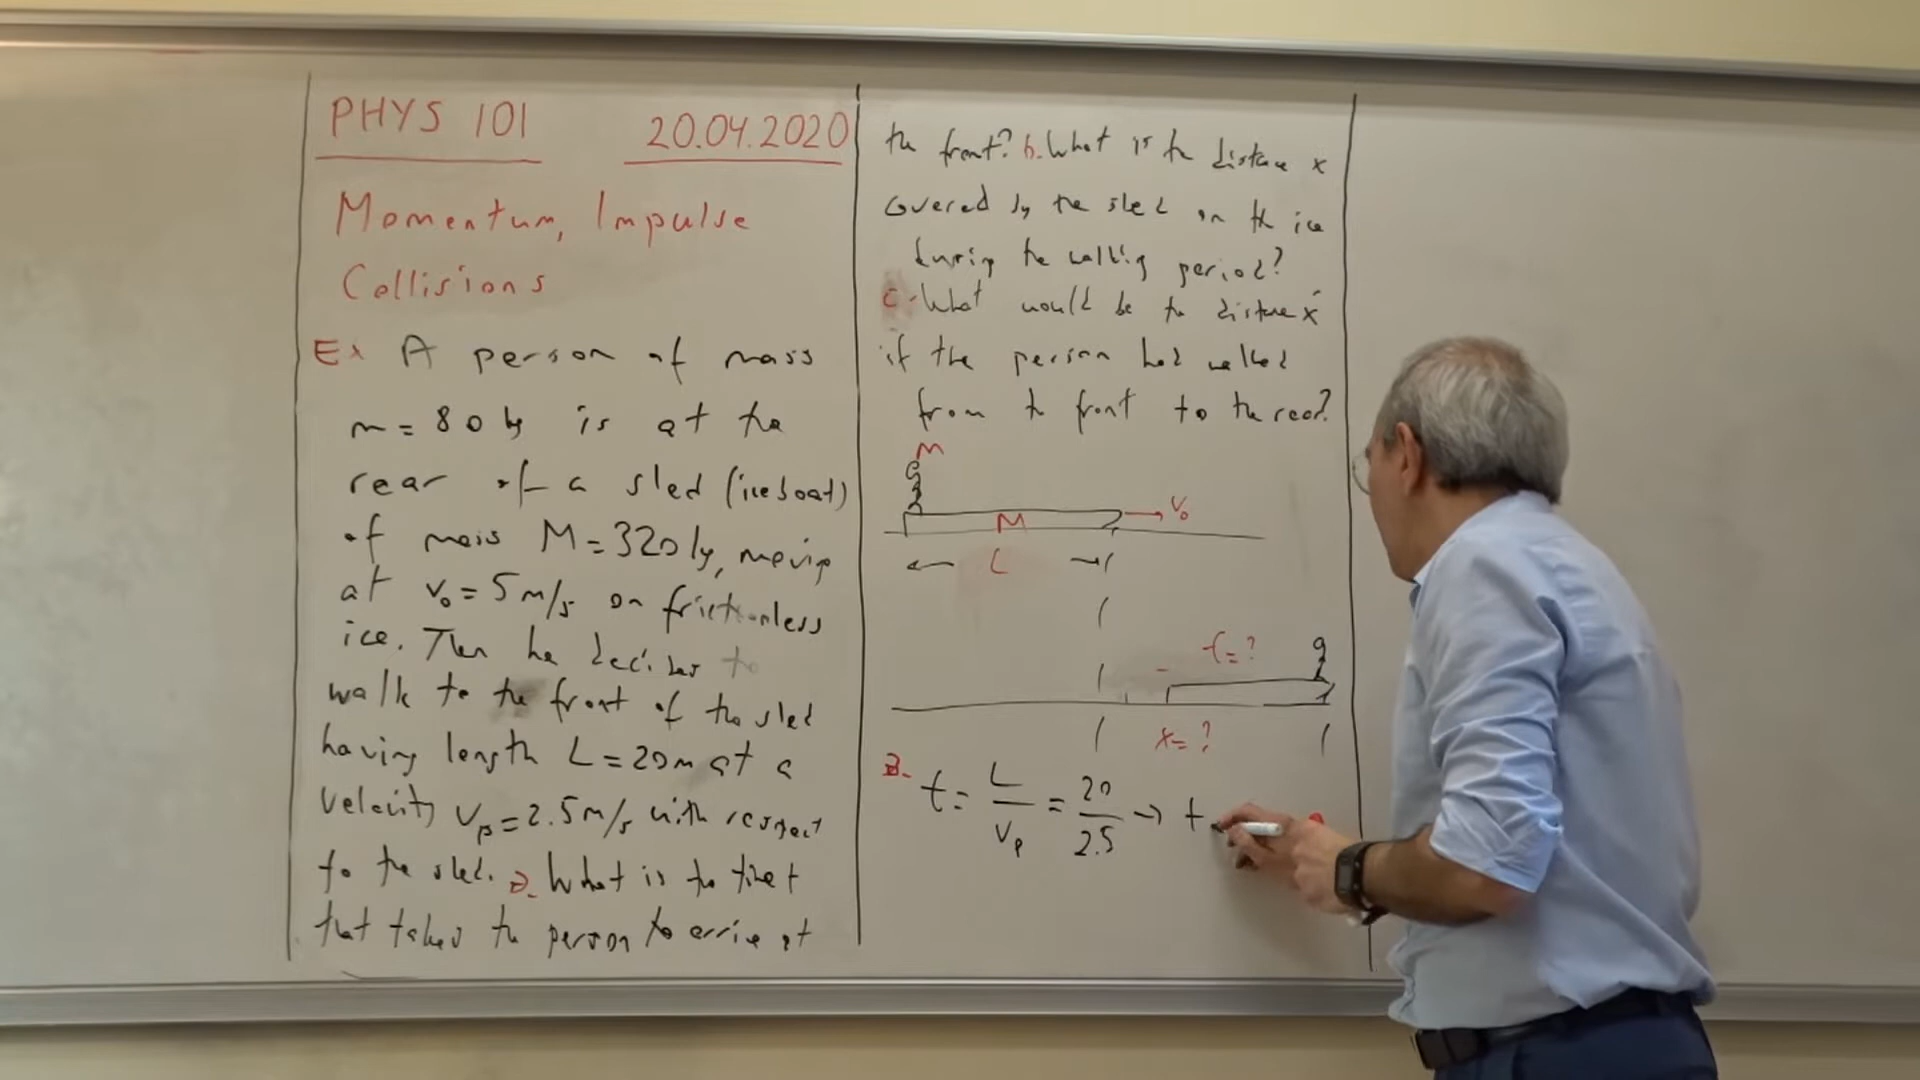 PHYS 101
20.04.2020
Momentum, Impulse
Collisions
Ex A person of mass
m = 80 kg is at the
rear of a sled (iceboat)
of mass M = 320 kg, moving
at v₀ = 5 m/s on frictionless
ice. Then he decides to
walk to the front of the sled
having length L = 20 m at a
velocity vₚ = 2.5 m/s with respect
to the sled. a- What is the time t
that takes the person to arrive at
the front? b. What is the distance x
covered by the sled on the ice
during the walking period?
c- What would be the distance x'
if the person had walked
from the front to the rear?
m
M
v₀
L
t = ?
x = ?
a- t = L / vₚ = 20 / 2.5 → t